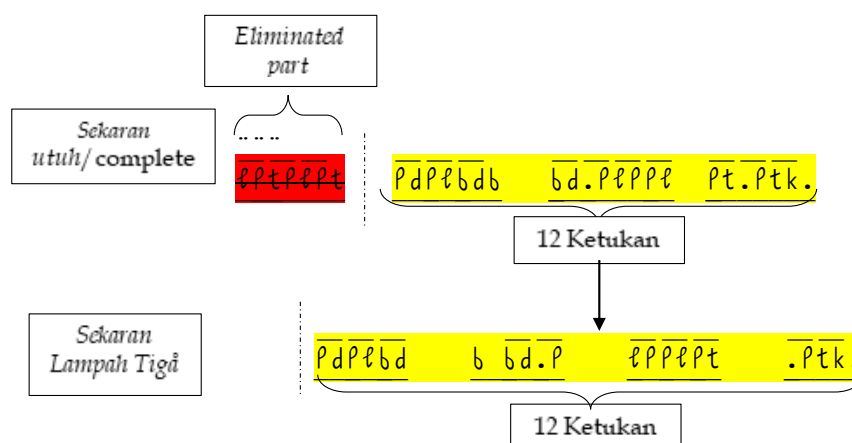 Eliminated
part
Sekaran
utuh/ complete
.. .. ..
ℓPtPℓPt PdPℓbdb bd.PℓPPℓ Pt.Ptk.
12 Ketukan
Sekaran
Lampah Tigå
PdPℓbd b bd.P ℓPPℓPt .Ptk
12 Ketukan